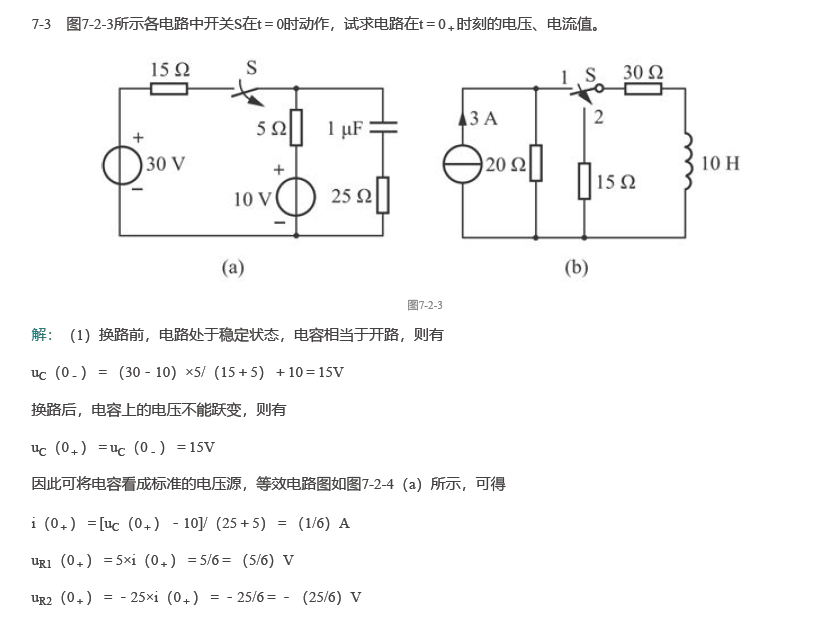 7-3 图7-2-3所示各电路中开关S在t = 0时动作，试求电路在t = 0₊时刻的电压、电流值。
15 Ω S 1 S 30 Ω
5 Ω 1 μF 3 A 2
+ 30 V − + 10 V − 25 Ω 20 Ω 15 Ω 10 H
(a) (b)
图7-2-3
解：（1）换路前，电路处于稳定状态，电容相当于开路，则有
uC（0₋）=（30﹣10）×5/（15＋5）＋10＝15V
换路后，电容上的电压不能跃变，则有
uC（0₊）=uC（0₋）=15V
因此可将电容看成标准的电压源，等效电路图如图7-2-4（a）所示，可得
i（0₊）=[uC（0₊）﹣10]/（25＋5）=（1/6）A
uR1（0₊）=5×i（0₊）=5/6=（5/6）V
uR2（0₊）=﹣25×i（0₊）=﹣25/6=﹣（25/6）V